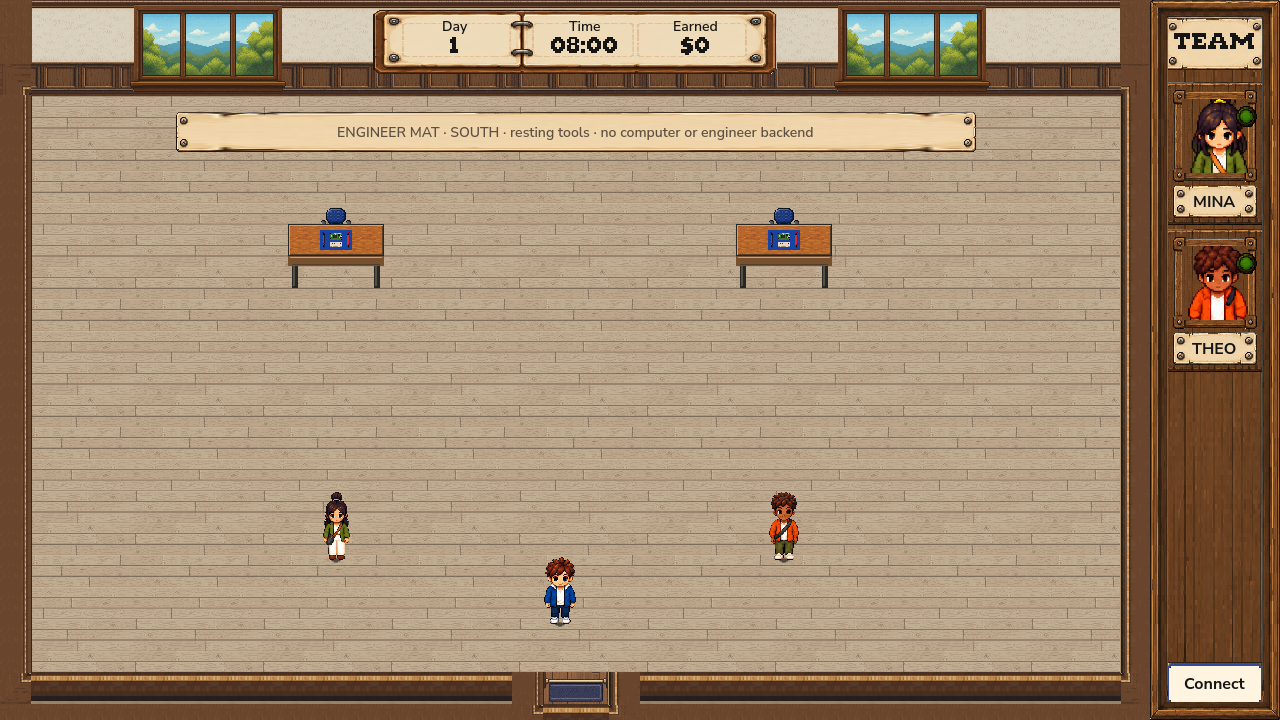 Day
1
Time
08:00
Earned
$0
TEAM
ENGINEER MAT · SOUTH · resting tools · no computer or engineer backend
MINA
THEO
Connect